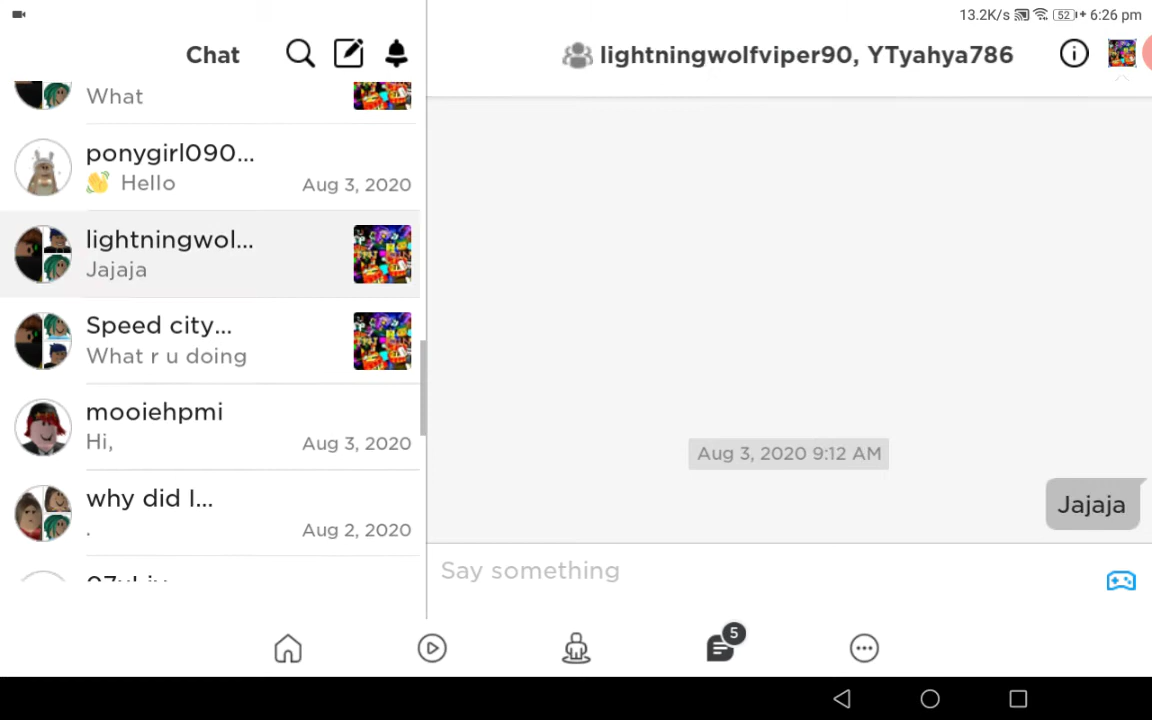 13.2K/s 52 6:26 pm
Chat
What
ponygirl090...
👋 Hello
Aug 3, 2020
lightningwol...
Jajaja
Speed city...
What r u doing
mooiehpmi
Hi,
Aug 3, 2020
why did I...
.
Aug 2, 2020
lightningwolfviper90, YTyahya786
Aug 3, 2020 9:12 AM
Jajaja
Say something
5